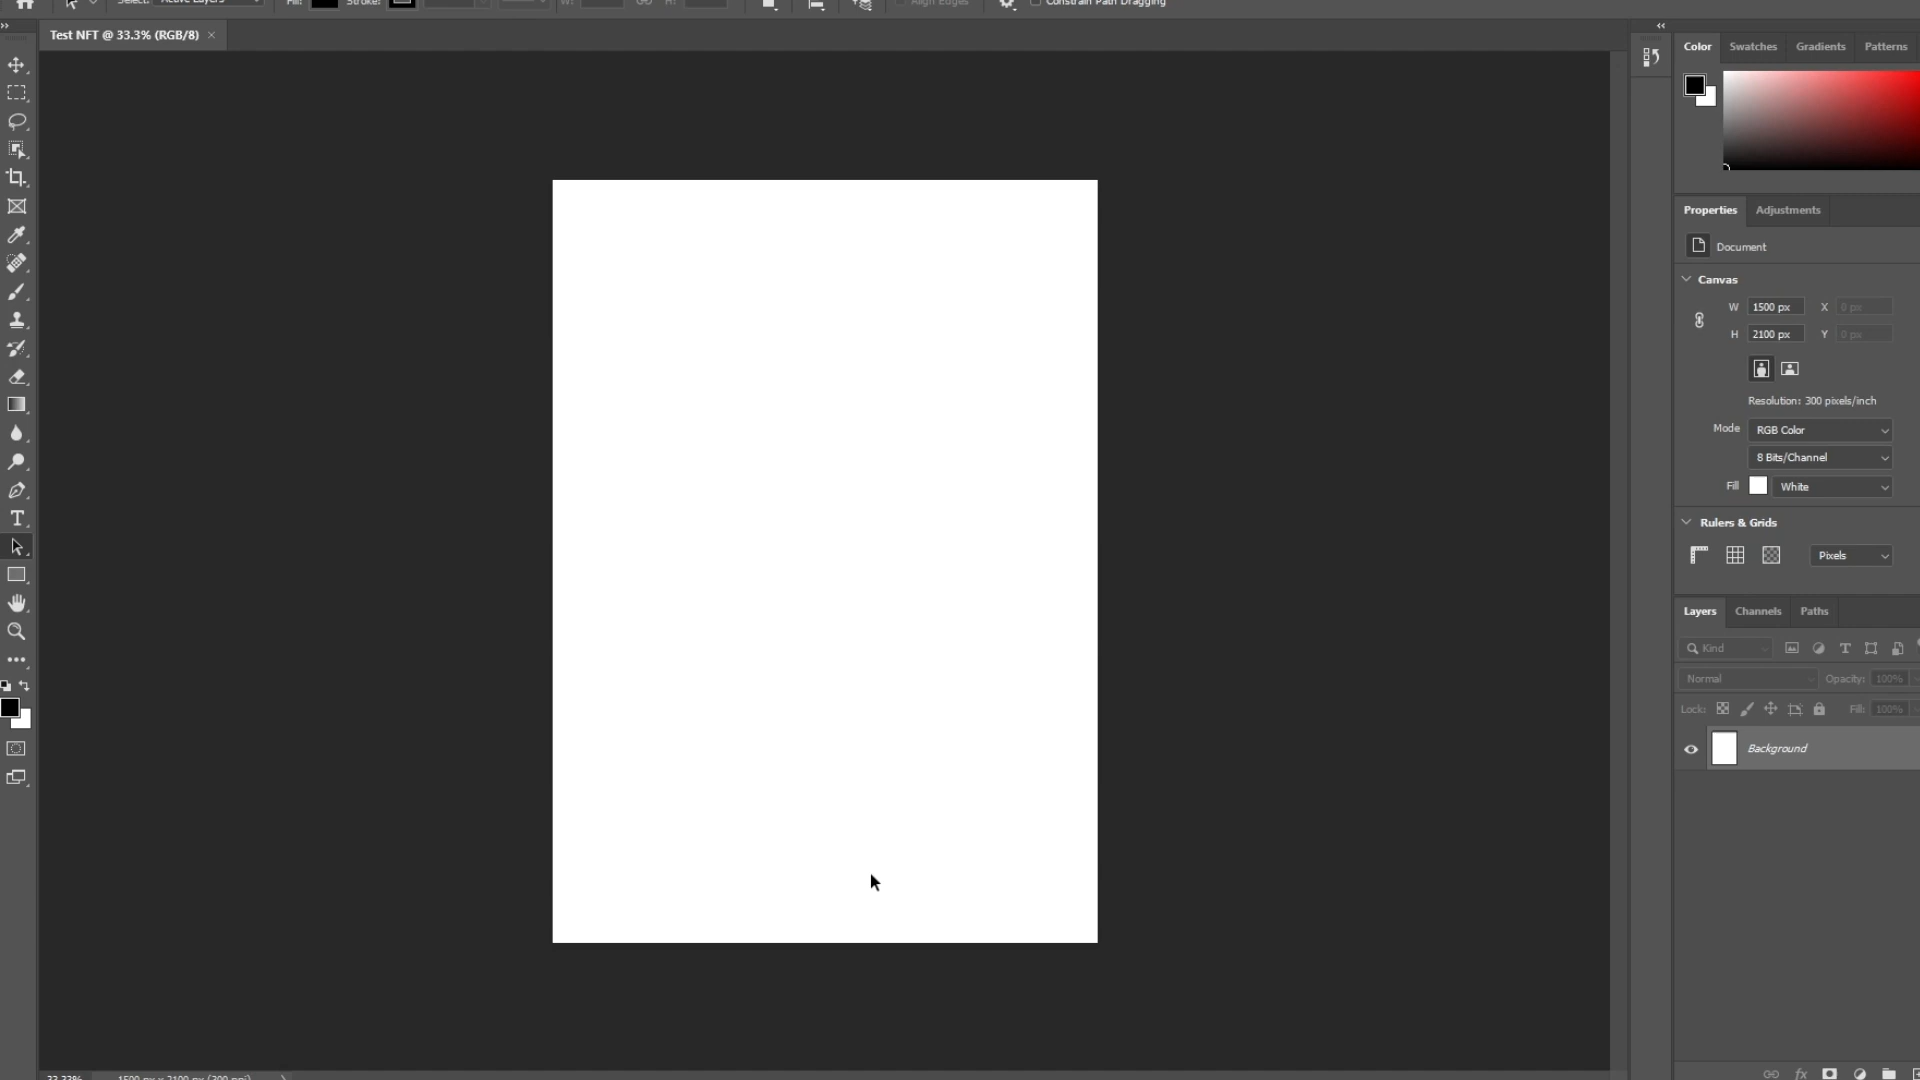 Select: Active Layers Fill: Stroke: W: H: Align Edges Constrain Path Dragging
Test NFT @ 33.3% (RGB/8) ×
Color Swatches Gradients Patterns
Properties Adjustments
Document
Canvas
W 1500 px X 0 px
H 2100 px Y 0 px
Resolution: 300 pixels/inch
Mode RGB Color
8 Bits/Channel
Fill White
Rulers & Grids
Pixels
Layers Channels Paths
Kind
Normal Opacity: 100%
Lock: Fill: 100%
Background
fx
33.33% 1500 px x 2100 px (300 ppi)